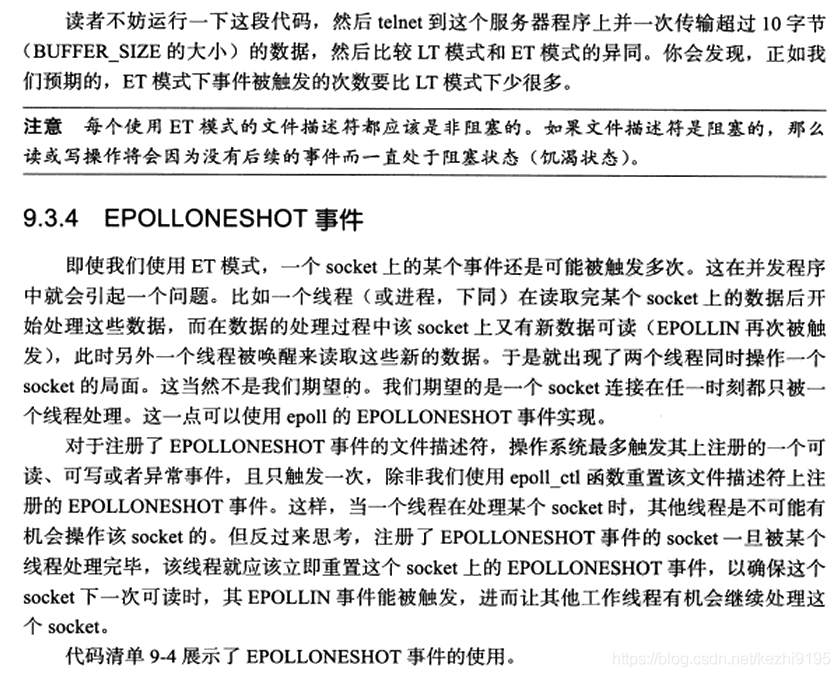 读者不妨运行一下这段代码，然后 telnet 到这个服务器程序上并一次传输超过 10 字节
（BUFFER_SIZE 的大小）的数据，然后比较 LT 模式和 ET 模式的异同。你会发现，正如我
们预期的，ET 模式下事件被触发的次数要比 LT 模式下少很多。
注意 每个使用 ET 模式的文件描述符都应该是非阻塞的。如果文件描述符是阻塞的，那么
读或写操作将会因为没有后续的事件而一直处于阻塞状态（饥渴状态）。
9.3.4 EPOLLONESHOT 事件
即使我们使用 ET 模式，一个 socket 上的某个事件还是可能被触发多次。这在并发程序
中就会引起一个问题。比如一个线程（或进程，下同）在读取完某个 socket 上的数据后开
始处理这些数据，而在数据的处理过程中该 socket 上又有新数据可读（EPOLLIN 再次被触
发），此时另外一个线程被唤醒来读取这些新的数据。于是就出现了两个线程同时操作一个
socket 的局面。这当然不是我们期望的。我们期望的是一个 socket 连接在任一时刻都只被一
个线程处理。这一点可以使用 epoll 的 EPOLLONESHOT 事件实现。
对于注册了 EPOLLONESHOT 事件的文件描述符，操作系统最多触发其上注册的一个可
读、可写或者异常事件，且只触发一次，除非我们使用 epoll_ctl 函数重置该文件描述符上注
册的 EPOLLONESHOT 事件。这样，当一个线程在处理某个 socket 时，其他线程是不可能有
机会操作该 socket 的。但反过来思考，注册了 EPOLLONESHOT 事件的 socket 一旦被某个
线程处理完毕，该线程就应该立即重置这个 socket 上的 EPOLLONESHOT 事件，以确保这个
socket 下一次可读时，其 EPOLLIN 事件能被触发，进而让其他工作线程有机会继续处理这
个 socket。
代码清单 9-4 展示了 EPOLLONESHOT 事件的使用。
https://blog.csdn.net/kezhi9195